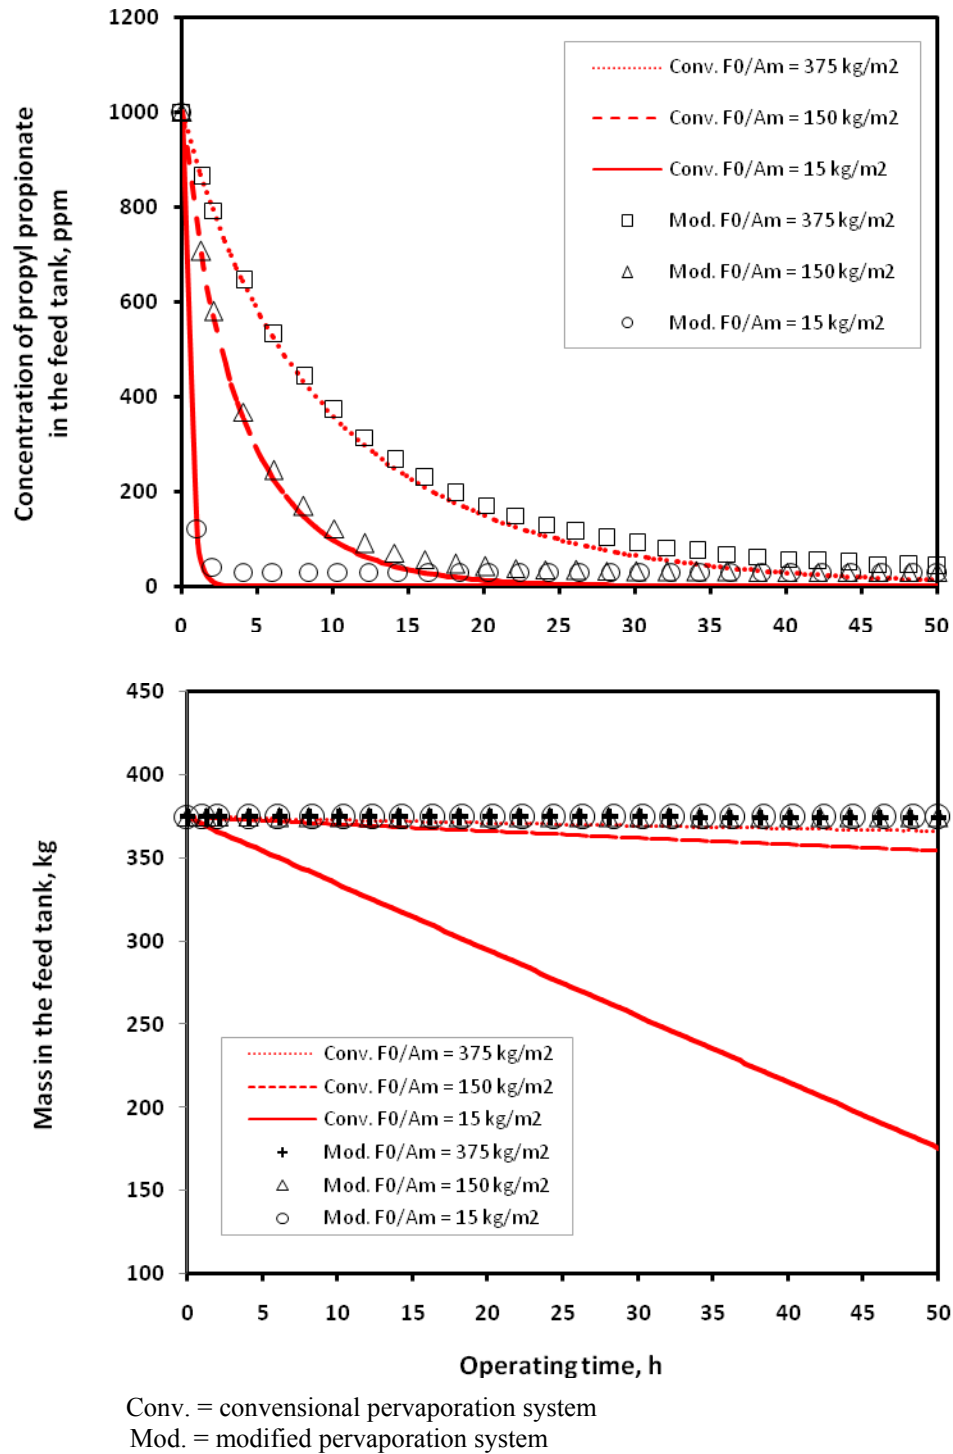 1200
1000
800
600
400
200
0
Concentration of propyl propionate
in the feed tank, ppm
Conv. F0/Am = 375 kg/m2
Conv. F0/Am = 150 kg/m2
Conv. F0/Am = 15 kg/m2
Mod. F0/Am = 375 kg/m2
Mod. F0/Am = 150 kg/m2
Mod. F0/Am = 15 kg/m2
0 5 10 15 20 25 30 35 40 45 50
450
400
350
300
250
200
150
100
Mass in the feed tank, kg
Conv. F0/Am = 375 kg/m2
Conv. F0/Am = 150 kg/m2
Conv. F0/Am = 15 kg/m2
Mod. F0/Am = 375 kg/m2
Mod. F0/Am = 150 kg/m2
Mod. F0/Am = 15 kg/m2
0 5 10 15 20 25 30 35 40 45 50
Operating time, h
Conv. = convensional pervaporation system
Mod. = modified pervaporation system